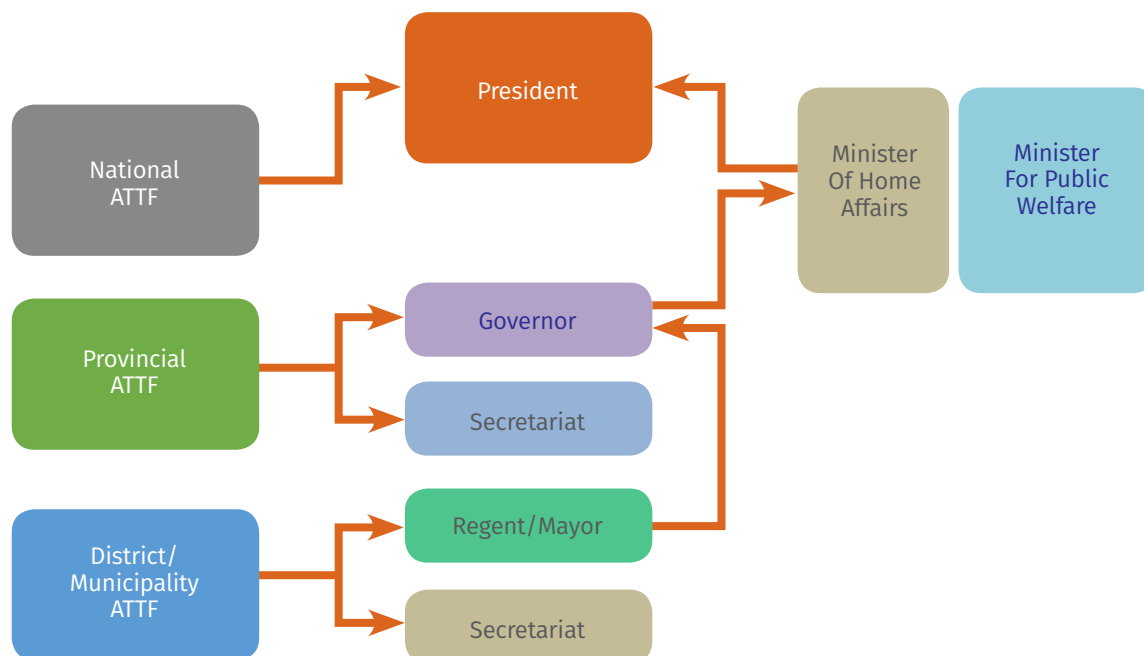 President
National
ATTF
Minister
Of Home
Affairs
Minister
For Public
Welfare
Provincial
ATTF
Governor
Secretariat
District/
Municipality
ATTF
Regent/Mayor
Secretariat